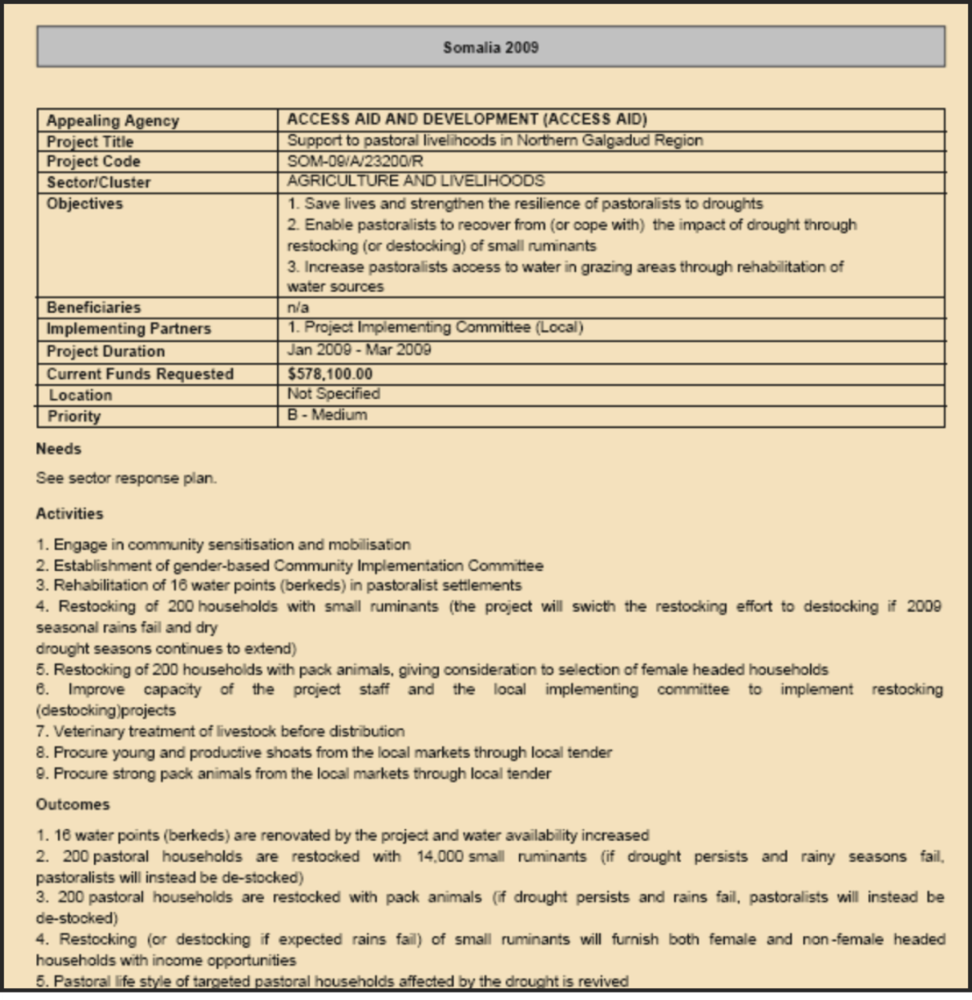 Somalia 2009
Appealing Agency ACCESS AID AND DEVELOPMENT (ACCESS AID)
Project Title Support to pastoral livelihoods in Northern Galgadud Region
Project Code SOM-09/A/23200/R
Sector/Cluster AGRICULTURE AND LIVELIHOODS
Objectives 1. Save lives and strengthen the resilience of pastoralists to droughts
2. Enable pastoralists to recover from (or cope with) the impact of drought through
restocking (or destocking) of small ruminants
3. Increase pastoralists access to water in grazing areas through rehabilitation of
water sources
Beneficiaries n/a
Implementing Partners 1. Project Implementing Committee (Local)
Project Duration Jan 2009 - Mar 2009
Current Funds Requested $578,100.00
Location Not Specified
Priority B - Medium
Needs
See sector response plan.
Activities
1. Engage in community sensitisation and mobilisation
2. Establishment of gender-based Community Implementation Committee
3. Rehabilitation of 16 water points (berkeds) in pastoralist settlements
4. Restocking of 200 households with small ruminants (the project will swicth the restocking effort to destocking if 2009
seasonal rains fail and dry
drought seasons continues to extend)
5. Restocking of 200 households with pack animals, giving consideration to selection of female headed households
6. Improve capacity of the project staff and the local implementing committee to implement restocking
(destocking)projects
7. Veterinary treatment of livestock before distribution
8. Procure young and productive shoats from the local markets through local tender
9. Procure strong pack animals from the local markets through local tender
Outcomes
1. 16 water points (berkeds) are renovated by the project and water availability increased
2. 200 pastoral households are restocked with 14,000 small ruminants (if drought persists and rainy seasons fail,
pastoralists will instead be de-stocked)
3. 200 pastoral households are restocked with pack animals (if drought persists and rains fail, pastoralists will instead be
de-stocked)
4. Restocking (or destocking if expected rains fail) of small ruminants will furnish both female and non-female headed
households with income opportunities
5. Pastoral life style of targeted pastoral households affected by the drought is revived